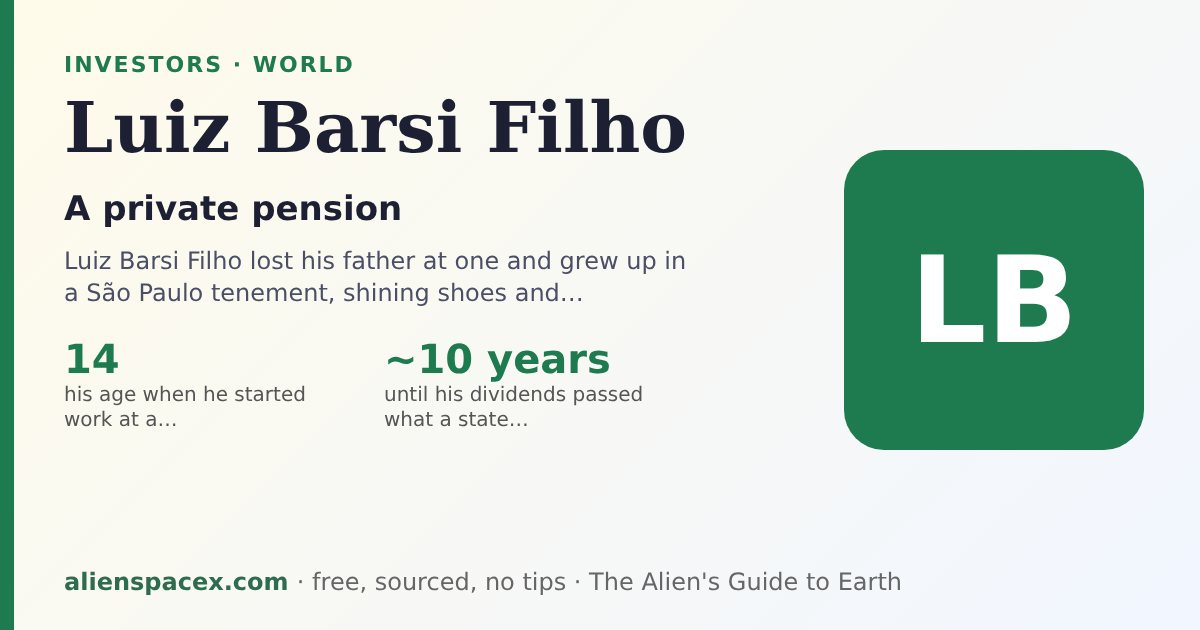 INVESTORS · WORLD
Luiz Barsi Filho
A private pension
Luiz Barsi Filho lost his father at one and grew up in
a São Paulo tenement, shining shoes and…
14
his age when he started
work at a…
~10 years
until his dividends passed
what a state…
LB
alienspacex.com · free, sourced, no tips · The Alien's Guide to Earth